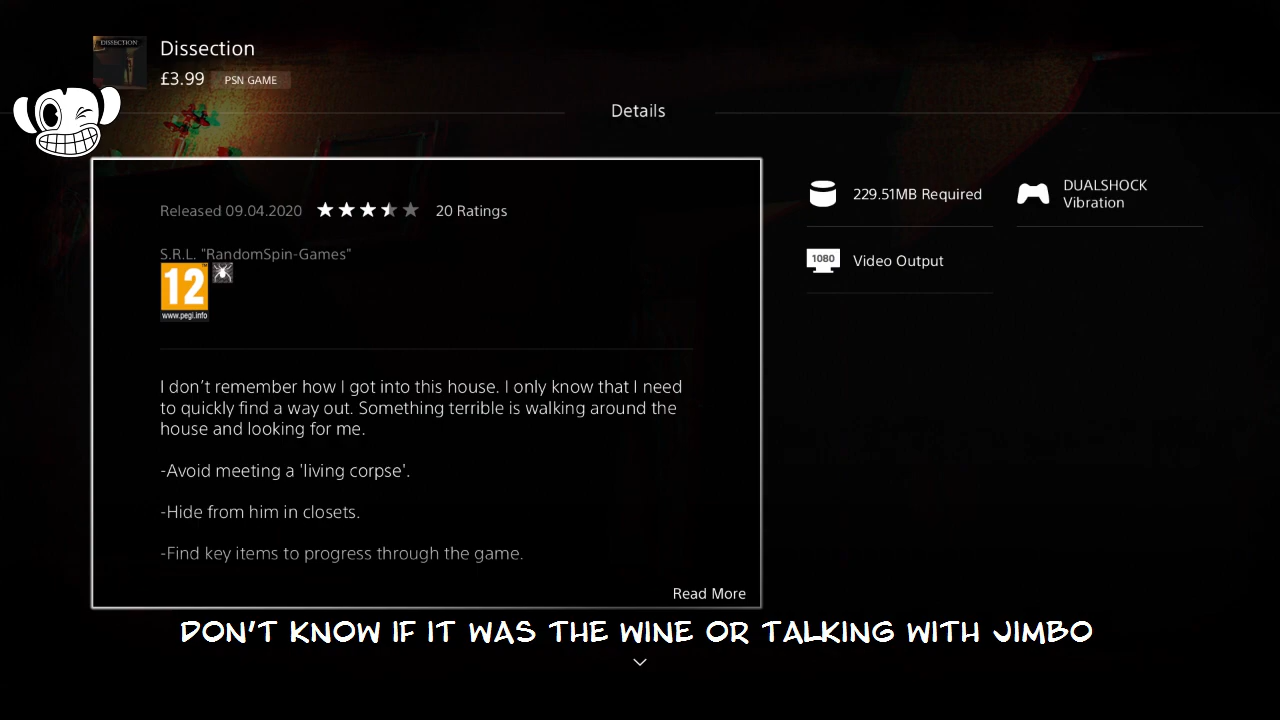 DISSECTION
Dissection
£3.99 PSN GAME
Details
Released 09.04.2020 20 Ratings
S.R.L. "RandomSpin-Games"
12
www.pegi.info
I don't remember how I got into this house. I only know that I need
to quickly find a way out. Something terrible is walking around the
house and looking for me.
-Avoid meeting a 'living corpse'.
-Hide from him in closets.
-Find key items to progress through the game.
Read More
229.51MB Required
DUALSHOCK
Vibration
1080 Video Output
DON'T KNOW IF IT WAS THE WINE OR TALKING WITH JIMBO